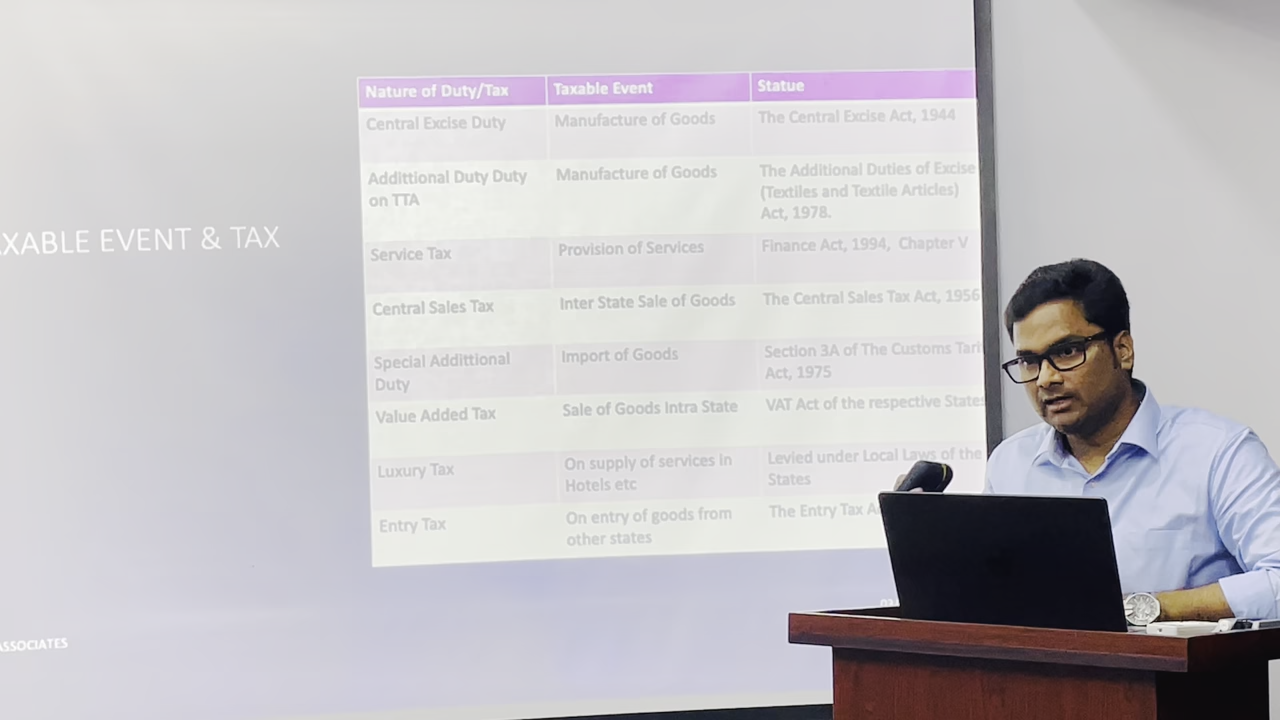 AXABLE EVENT & TAX
Nature of Duty/Tax Taxable Event Statue
Central Excise Duty Manufacture of Goods The Central Excise Act, 1944
Addittional Duty Duty Manufacture of Goods The Additional Duties of Excise
on TTA (Textiles and Textile Articles)
Act, 1978.
Service Tax Provision of Services Finance Act, 1994, Chapter V
Central Sales Tax Inter State Sale of Goods The Central Sales Tax Act, 1956
Special Addittional Import of Goods Section 3A of The Customs Tari
Duty Act, 1975
Value Added Tax Sale of Goods Intra State VAT Act of the respective States
Luxury Tax On supply of services in Levied under Local Laws of the
Hotels etc States
Entry Tax On entry of goods from The Entry Tax A
other states
ASSOCIATES